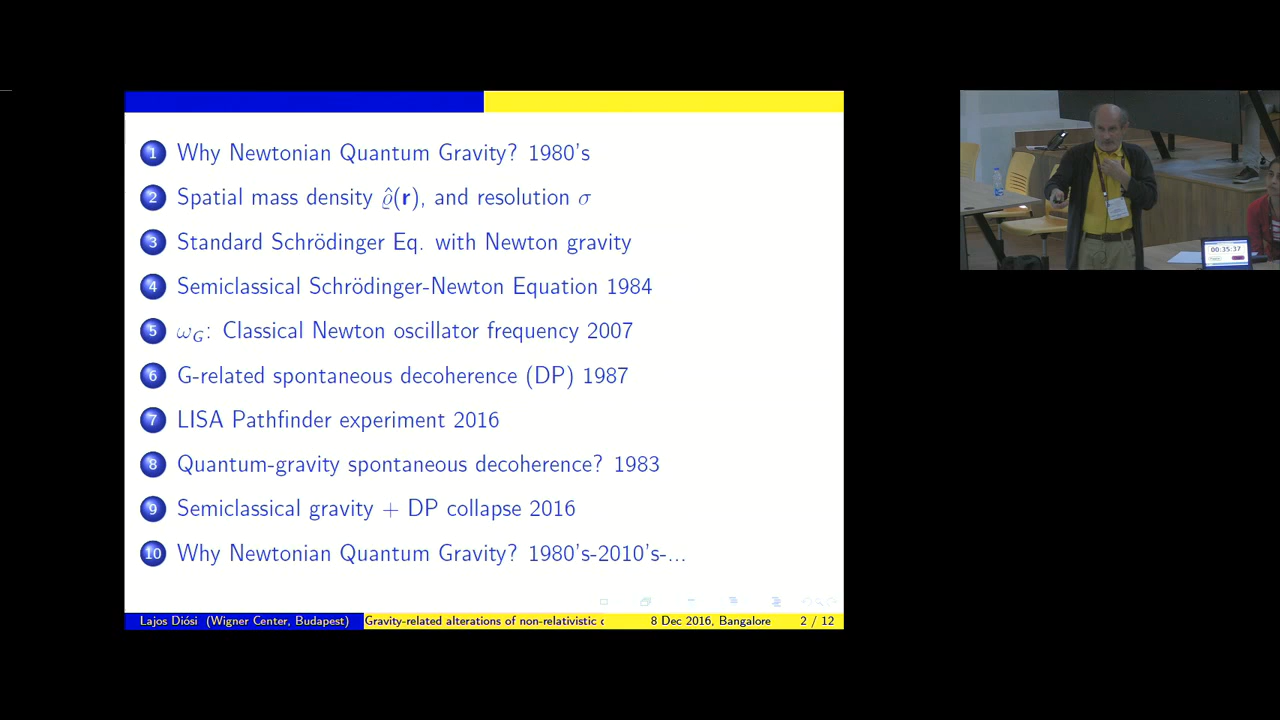 1 Why Newtonian Quantum Gravity? 1980's
2 Spatial mass density ϱ̂(r), and resolution σ
3 Standard Schrödinger Eq. with Newton gravity
4 Semiclassical Schrödinger-Newton Equation 1984
5 ω_G: Classical Newton oscillator frequency 2007
6 G-related spontaneous decoherence (DP) 1987
7 LISA Pathfinder experiment 2016
8 Quantum-gravity spontaneous decoherence? 1983
9 Semiclassical gravity + DP collapse 2016
10 Why Newtonian Quantum Gravity? 1980's-2010's-...
Lajos Diósi (Wigner Center, Budapest) Gravity-related alterations of non-relativistic 8 Dec 2016, Bangalore 2 / 12
00:35:37